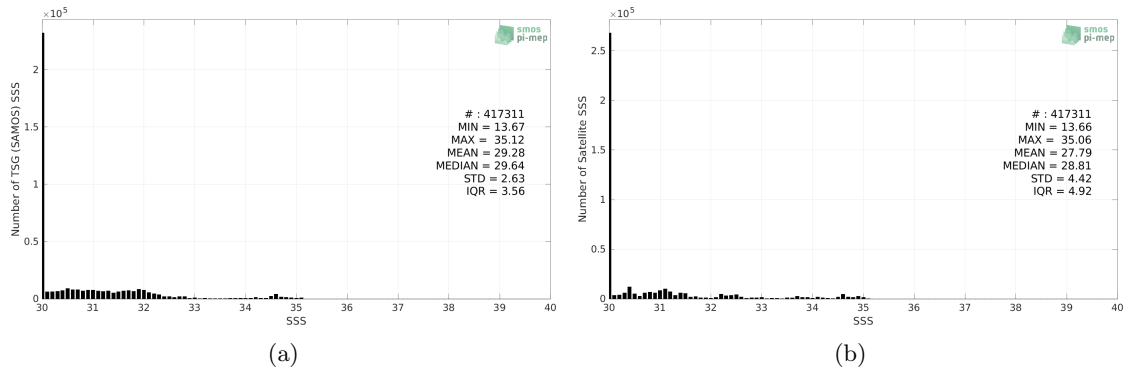 ×10⁵
2
1.5
1
0.5
0
Number of TSG (SAMOS) SSS
smos
pi-mep
# : 417311
MIN = 13.67
MAX = 35.12
MEAN = 29.28
MEDIAN = 29.64
STD = 2.63
IQR = 3.56
30 31 32 33 34 35 36 37 38 39 40
SSS
(a)
×10⁵
2.5
2
1.5
1
0.5
0
Number of Satellite SSS
smos
pi-mep
# : 417311
MIN = 13.66
MAX = 35.06
MEAN = 27.79
MEDIAN = 28.81
STD = 4.42
IQR = 4.92
30 31 32 33 34 35 36 37 38 39 40
SSS
(b)